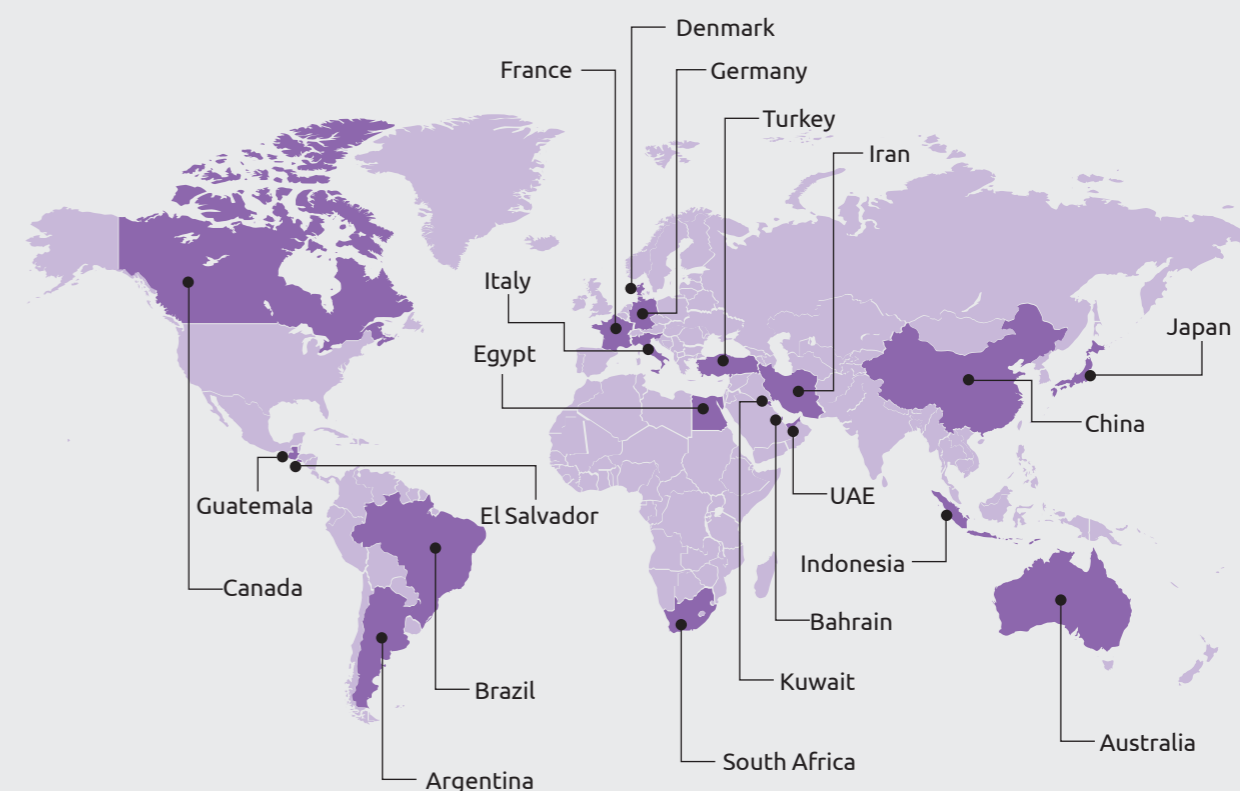 Denmark
France
Germany
Turkey
Iran
Italy
Japan
Egypt
China
UAE
Guatemala
El Salvador
Indonesia
Canada
Bahrain
Kuwait
Brazil
Australia
South Africa
Argentina